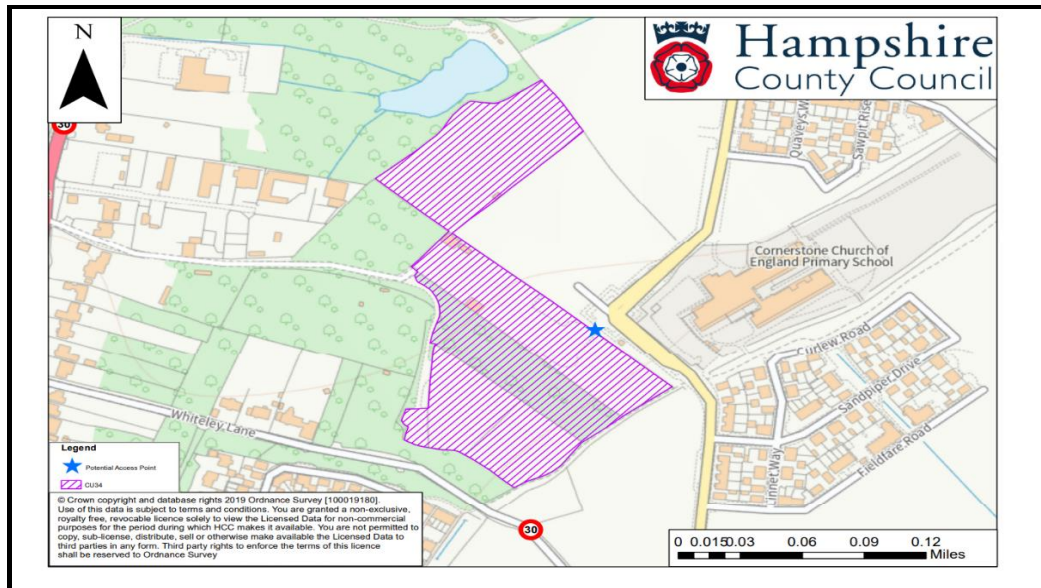 N
Hampshire
County Council
30
Quaveys W
Sawpit Rise
Cornerstone Church of
England Primary School
Curlew Road
Sandpiper Drive
Fieldfare Road
Linnet Way
Whiteley Lane
Legend
Potential Access Point
CU34
© Crown copyright and database rights 2019 Ordnance Survey [100019180].
Use of this data is subject to terms and conditions. You are granted a non-exclusive,
royalty free, revocable licence solely to view the Licensed Data for non-commercial
purposes for the period during which HCC makes it available. You are not permitted to
copy, sub-license, distribute, sell or otherwise make available the Licensed Data to
third parties in any form. Third party rights to enforce the terms of this licence
shall be reserved to Ordnance Survey
30
0 0.0150.03 0.06 0.09 0.12
Miles